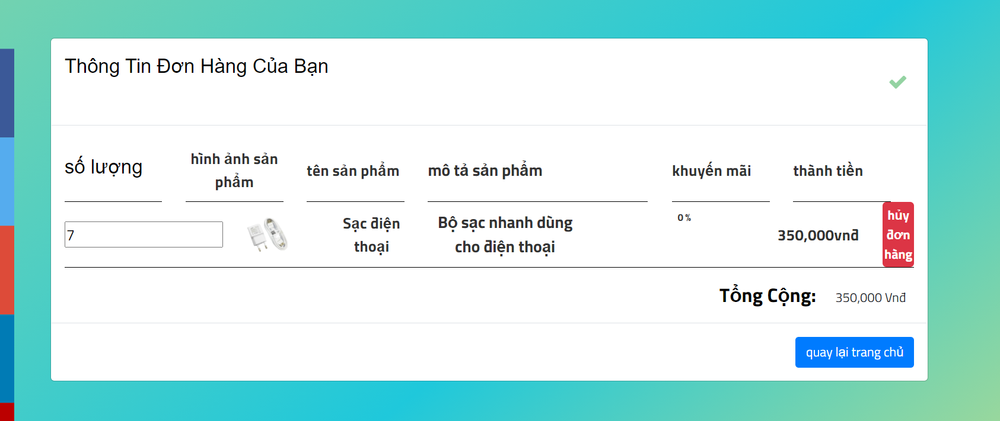 Thông Tin Đơn Hàng Của Bạn
số lượng
hình ảnh sản
phẩm
tên sản phẩm
mô tả sản phẩm
khuyến mãi
thành tiền
7
Sạc điện
thoại
Bộ sạc nhanh dùng
cho điện thoại
0 %
350,000vnđ
hủy
đơn
hàng
Tổng Cộng: 350,000 Vnđ
quay lại trang chủ